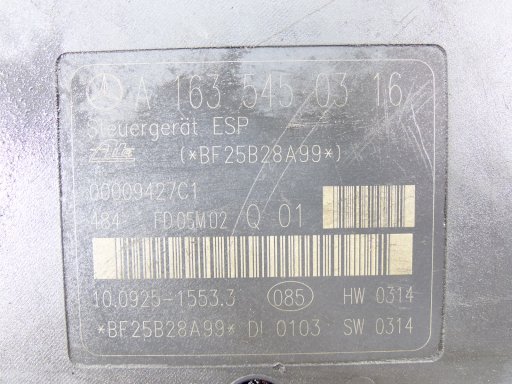 A 163 545 03 16
Steuergerät ESP
Ate (*BF25B28A99*)
00009427C1
484 FD 05M02 Q 01
10.0925-1553.3 085 HW 0314
*BF25B28A99* DI 0103 SW 0314